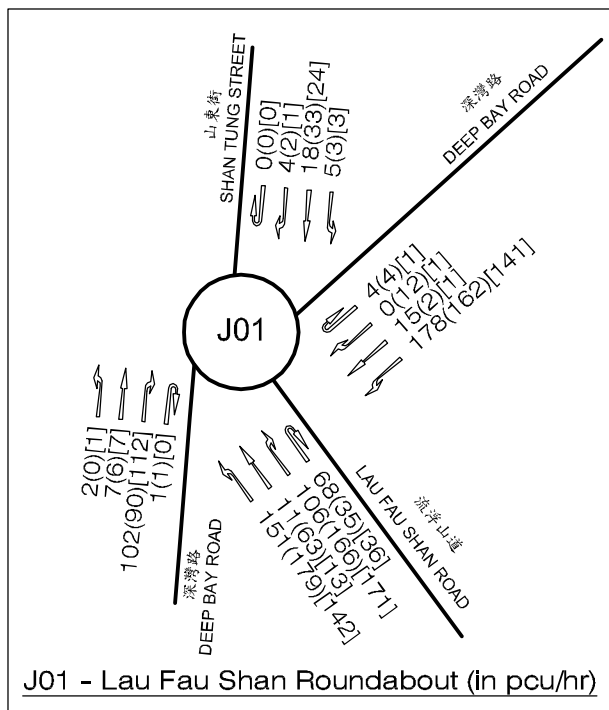 山東街
SHAN TUNG STREET
0(0)[0]
4(2)[1]
18(33)[24]
5(3)[3]
深灣路
DEEP BAY ROAD
4(4)[1]
0(12)[1]
15(2)[1]
178(162)[141]
J01
2(0)[1]
7(6)[7]
102(90)[112]
1(1)[0]
深灣路
DEEP BAY ROAD
68(35)[36]
106(166)[171]
11(63)[13]
151(179)[142]
流浮山道
LAU FAU SHAN ROAD
J01 - Lau Fau Shan Roundabout (in pcu/hr)